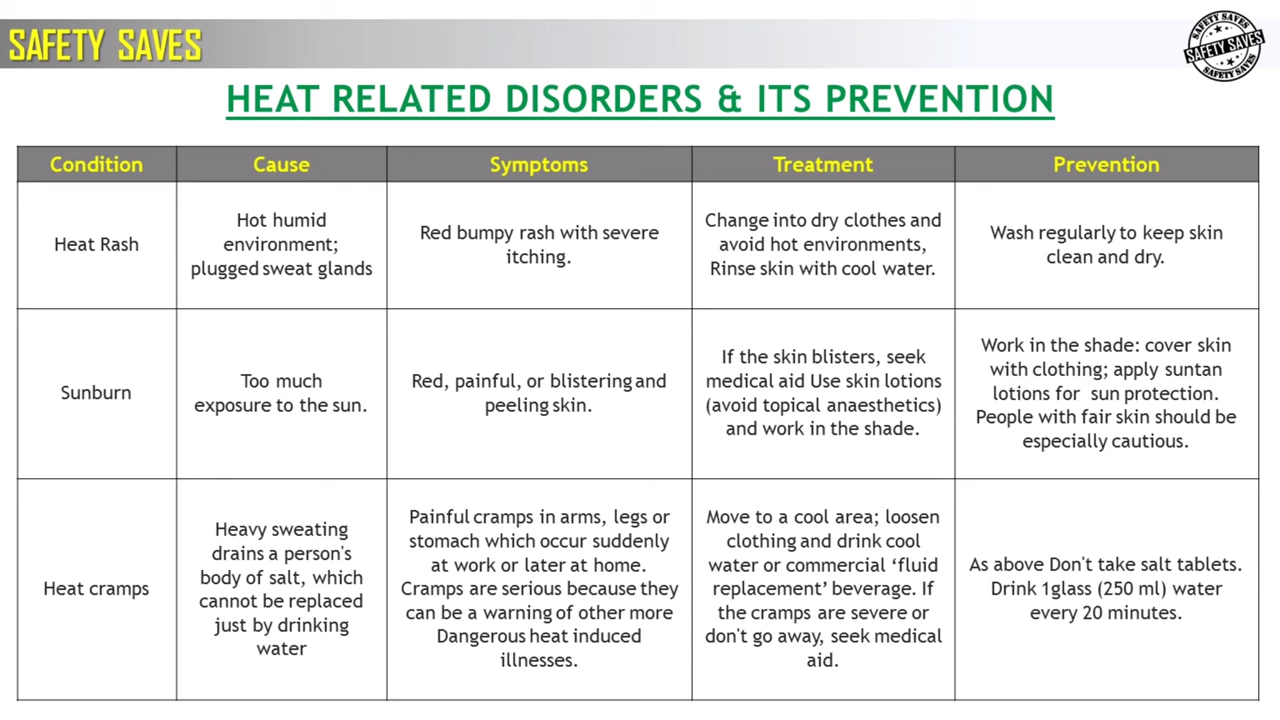 SAFETY SAVES
SAFETY SAVES
SAFETY SAVES
SAFETY SAVES
HEAT RELATED DISORDERS & ITS PREVENTION
Condition
Cause
Symptoms
Treatment
Prevention
Heat Rash
Hot humid
environment;
plugged sweat glands
Red bumpy rash with severe
itching.
Change into dry clothes and
avoid hot environments,
Rinse skin with cool water.
Wash regularly to keep skin
clean and dry.
Sunburn
Too much
exposure to the sun.
Red, painful, or blistering and
peeling skin.
If the skin blisters, seek
medical aid Use skin lotions
(avoid topical anaesthetics)
and work in the shade.
Work in the shade: cover skin
with clothing; apply suntan
lotions for sun protection.
People with fair skin should be
especially cautious.
Heat cramps
Heavy sweating
drains a person's
body of salt, which
cannot be replaced
just by drinking
water
Painful cramps in arms, legs or
stomach which occur suddenly
at work or later at home.
Cramps are serious because they
can be a warning of other more
Dangerous heat induced
illnesses.
Move to a cool area; loosen
clothing and drink cool
water or commercial ‘fluid
replacement’ beverage. If
the cramps are severe or
don't go away, seek medical
aid.
As above Don't take salt tablets.
Drink 1glass (250 ml) water
every 20 minutes.